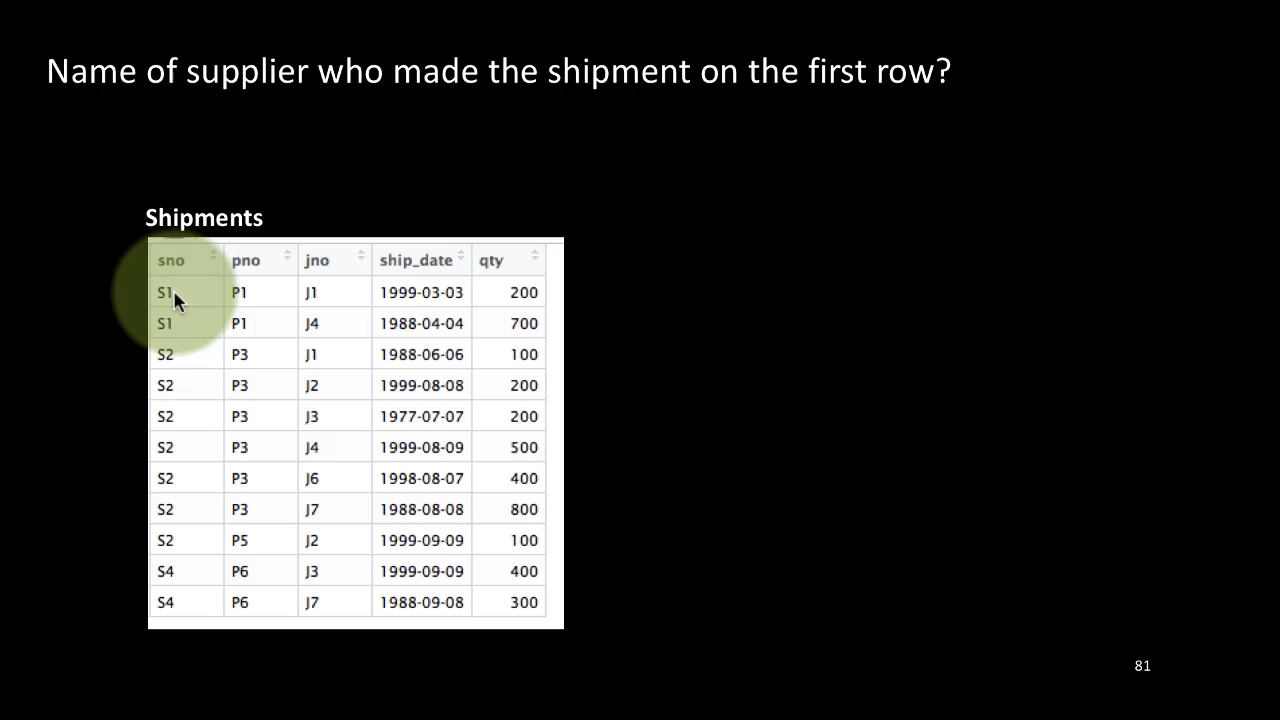 Name of supplier who made the shipment on the first row?
Shipments
sno pno jno ship_date qty
S1 P1 J1 1999-03-03 200
S1 P1 J4 1988-04-04 700
S2 P3 J1 1988-06-06 100
S2 P3 J2 1999-08-08 200
S2 P3 J3 1977-07-07 200
S2 P3 J4 1999-08-09 500
S2 P3 J6 1998-08-07 400
S2 P3 J7 1988-08-08 800
S2 P5 J2 1999-09-09 100
S4 P6 J3 1999-09-09 400
S4 P6 J7 1988-09-08 300
81